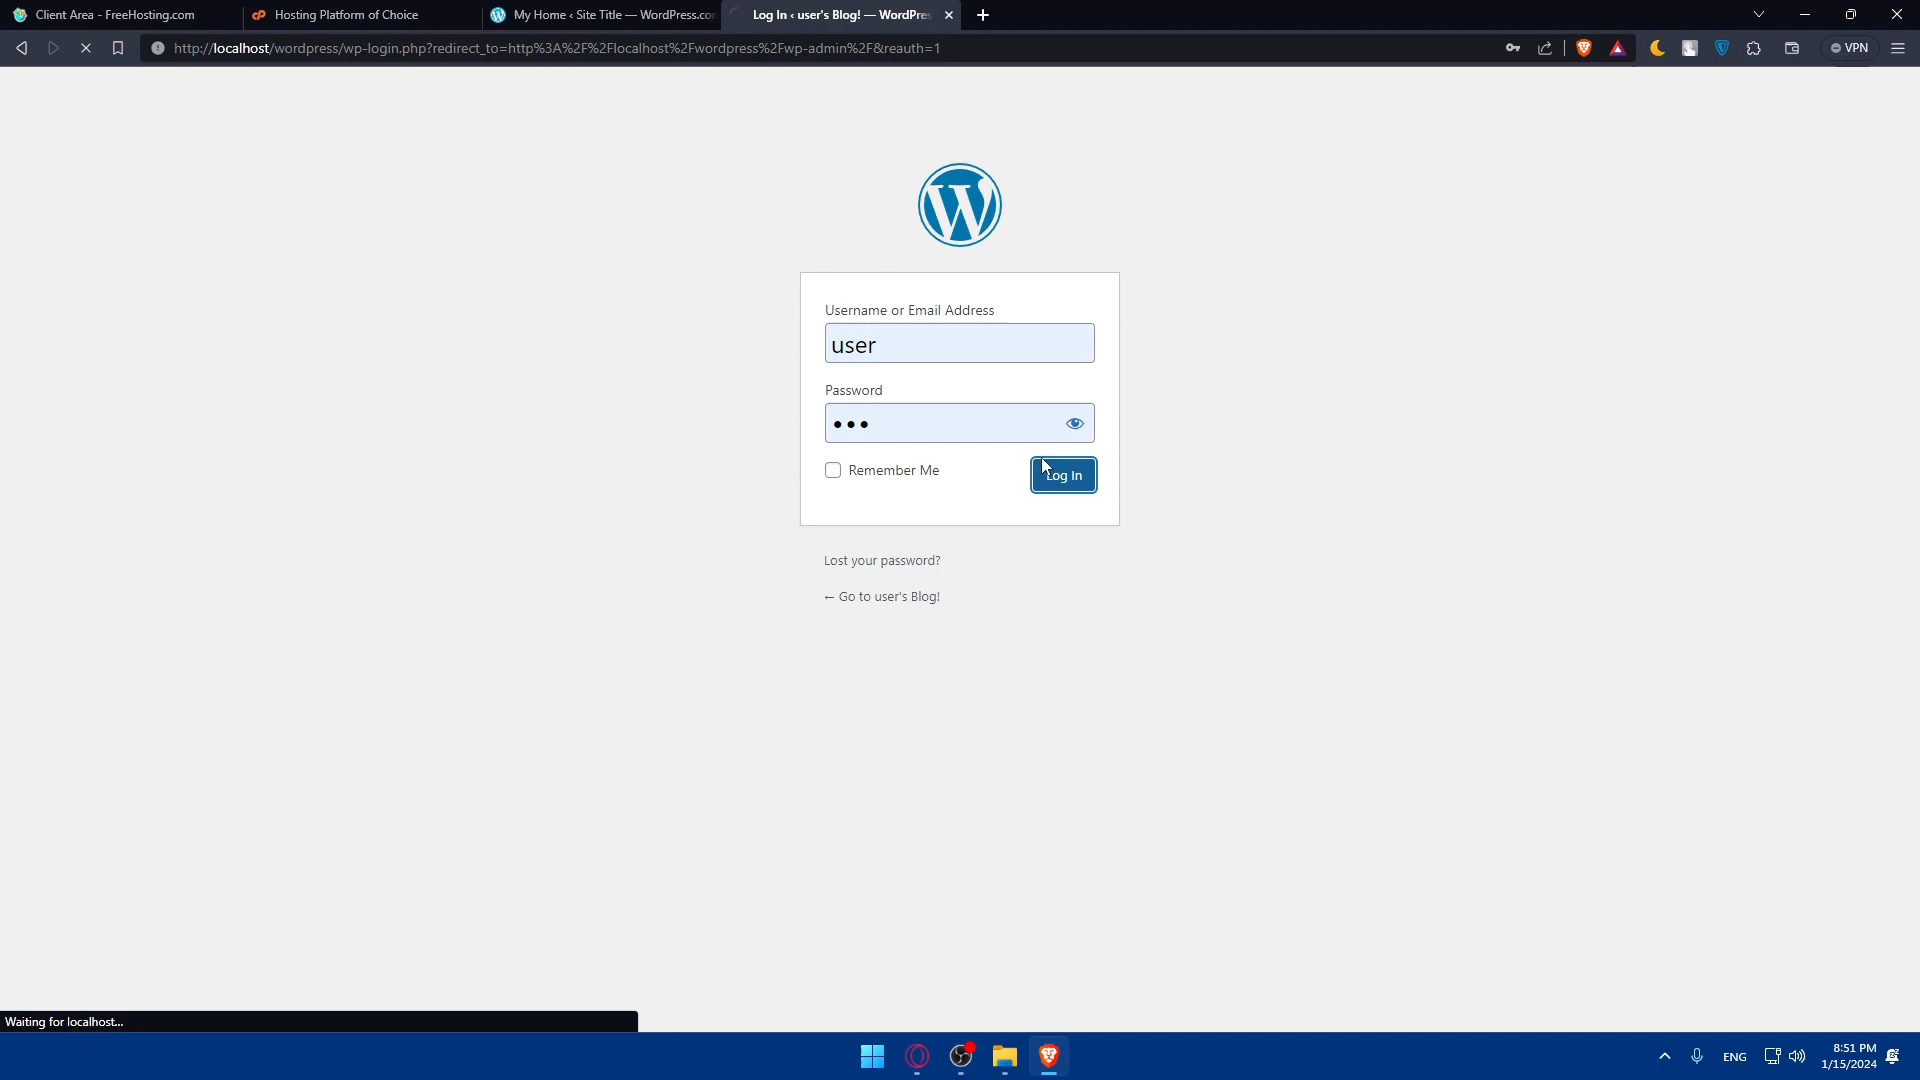 Client Area - FreeHosting.com
Hosting Platform of Choice
My Home ‹ Site Title — WordPress.com
Log In ‹ user's Blog! — WordPres
http://localhost/wordpress/wp-login.php?redirect_to=http%3A%2F%2Flocalhost%2Fwordpress%2Fwp-admin%2F&reauth=1
VPN
Username or Email Address
user
Password
Remember Me
Log In
Lost your password?
← Go to user's Blog!
Waiting for localhost...
ENG
8:51 PM
1/15/2024